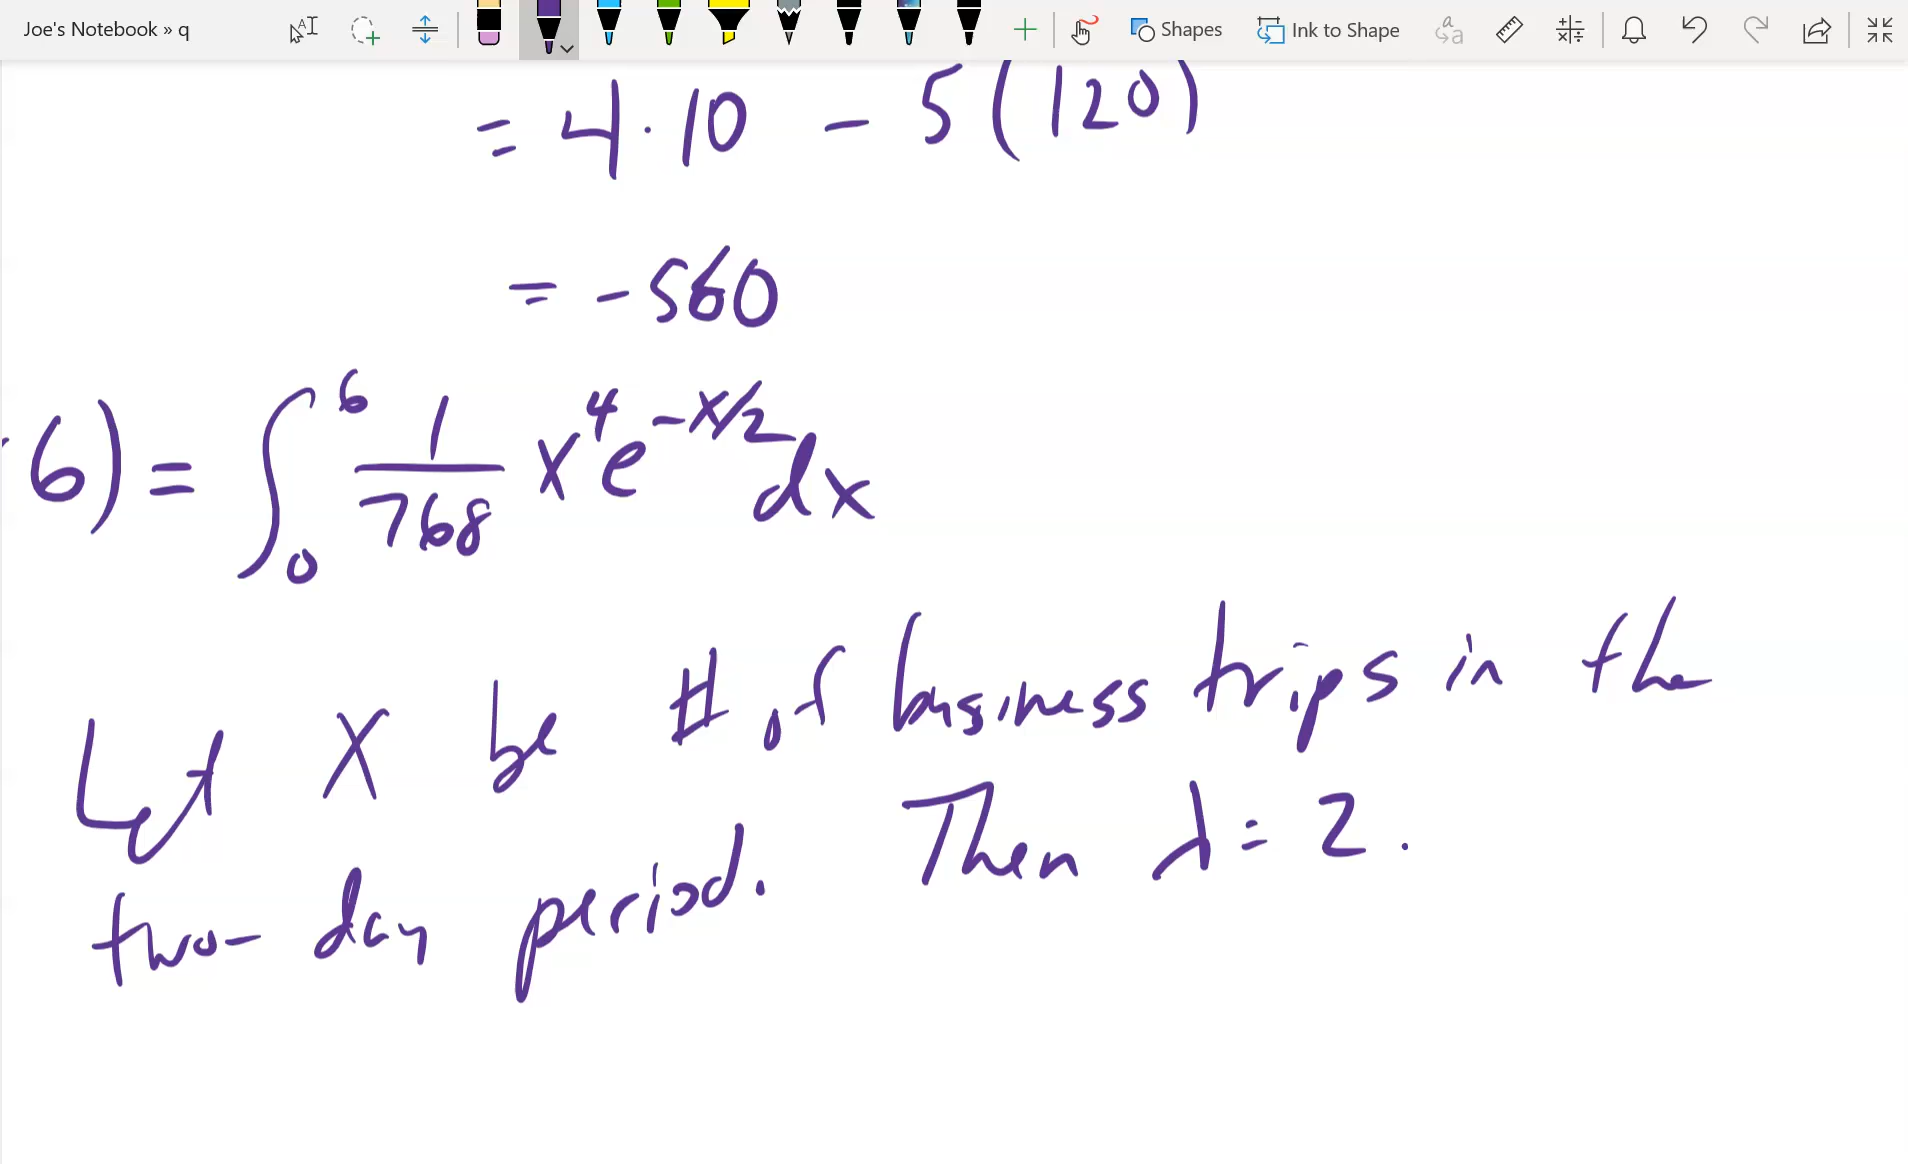 Joe's Notebook » q
Shapes
Ink to Shape
= 4 · 10 - 5(120)
= -560
6) = ∫₀⁶ 1/768 x⁴e^(-x/2) dx
Let X be # of business trips in the
two-day period. Then λ = 2.